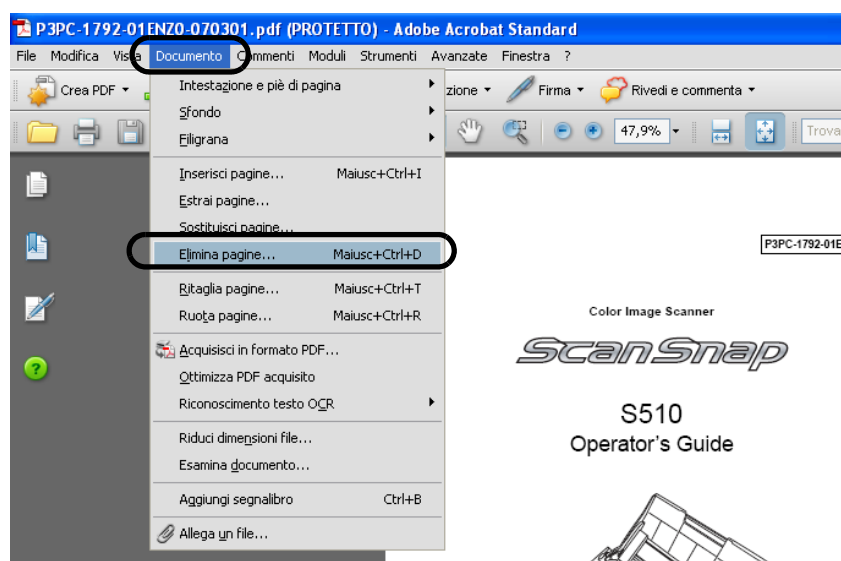 P3PC-1792-01ENZ0-070301.pdf (PROTETTO) - Adobe Acrobat Standard
File Modifica Vista Documento Commenti Moduli Strumenti Avanzate Finestra ?
Crea PDF zione Firma Rivedi e commenta
47,9% Trova
Intestazione e piè di pagina
Sfondo
Filigrana
Inserisci pagine... Maiusc+Ctrl+I
Estrai pagine...
Sostituisci pagine...
Elimina pagine... Maiusc+Ctrl+D
Ritaglia pagine... Maiusc+Ctrl+T
Ruota pagine... Maiusc+Ctrl+R
Acquisisci in formato PDF...
Ottimizza PDF acquisito
Riconoscimento testo OCR
Riduci dimensioni file...
Esamina documento...
Aggiungi segnalibro Ctrl+B
Allega un file...
P3PC-1792-01E
Color Image Scanner
ScanSnap
S510
Operator's Guide